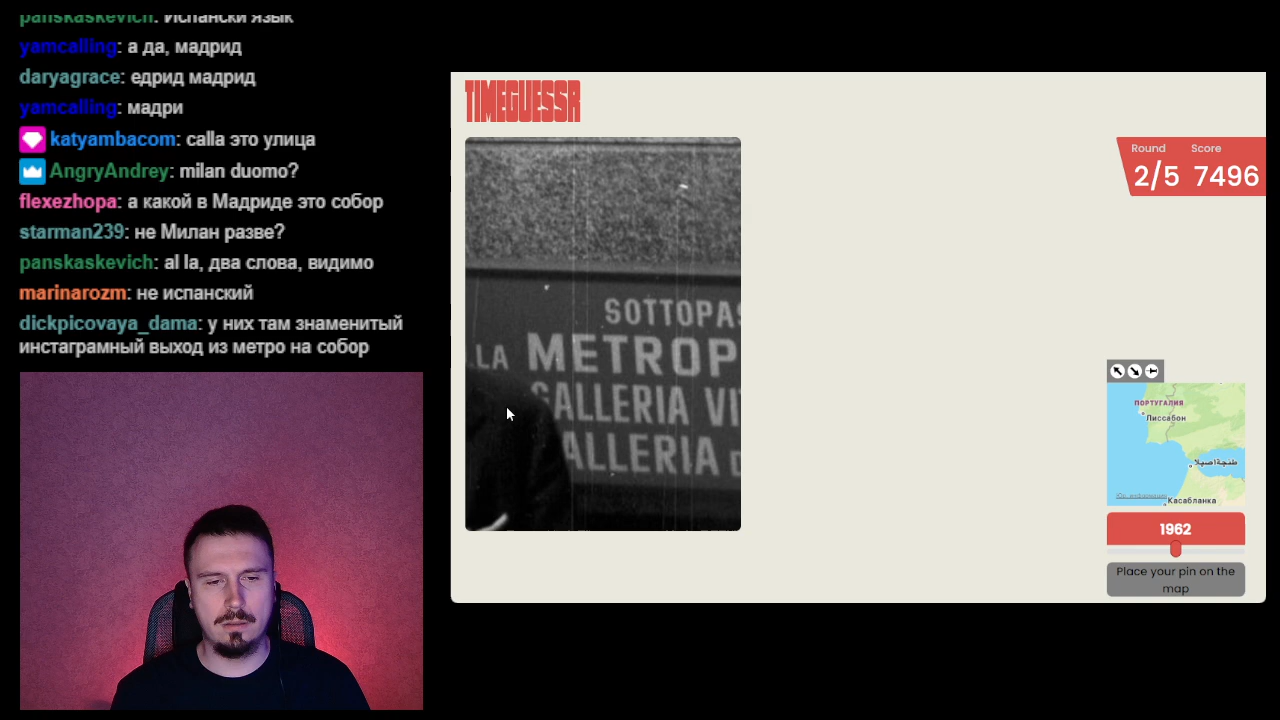 panskaskevich: Испански язык
yamcalling: а да, мадрид
daryagrace: едрид мадрид
yamcalling: мадри
katyambacom: calla это улица
AngryAndrey: milan duomo?
flexezhopa: а какой в Мадриде это собор
starman239: не Милан разве?
panskaskevich: al la, два слова, видимо
marinarozm: не испанский
dickpicovaya_dama: у них там знаменитый
инстаграмный выход из метро на собор
TIMEGUESSR
SOTTOPAS
LLA METROP
GALLERIA VIT
GALLERIA D
Round Score
2/5 7496
ПОРТУГАЛИЯ
Лиссабон
Касабланка
1962
Place your pin on the
map